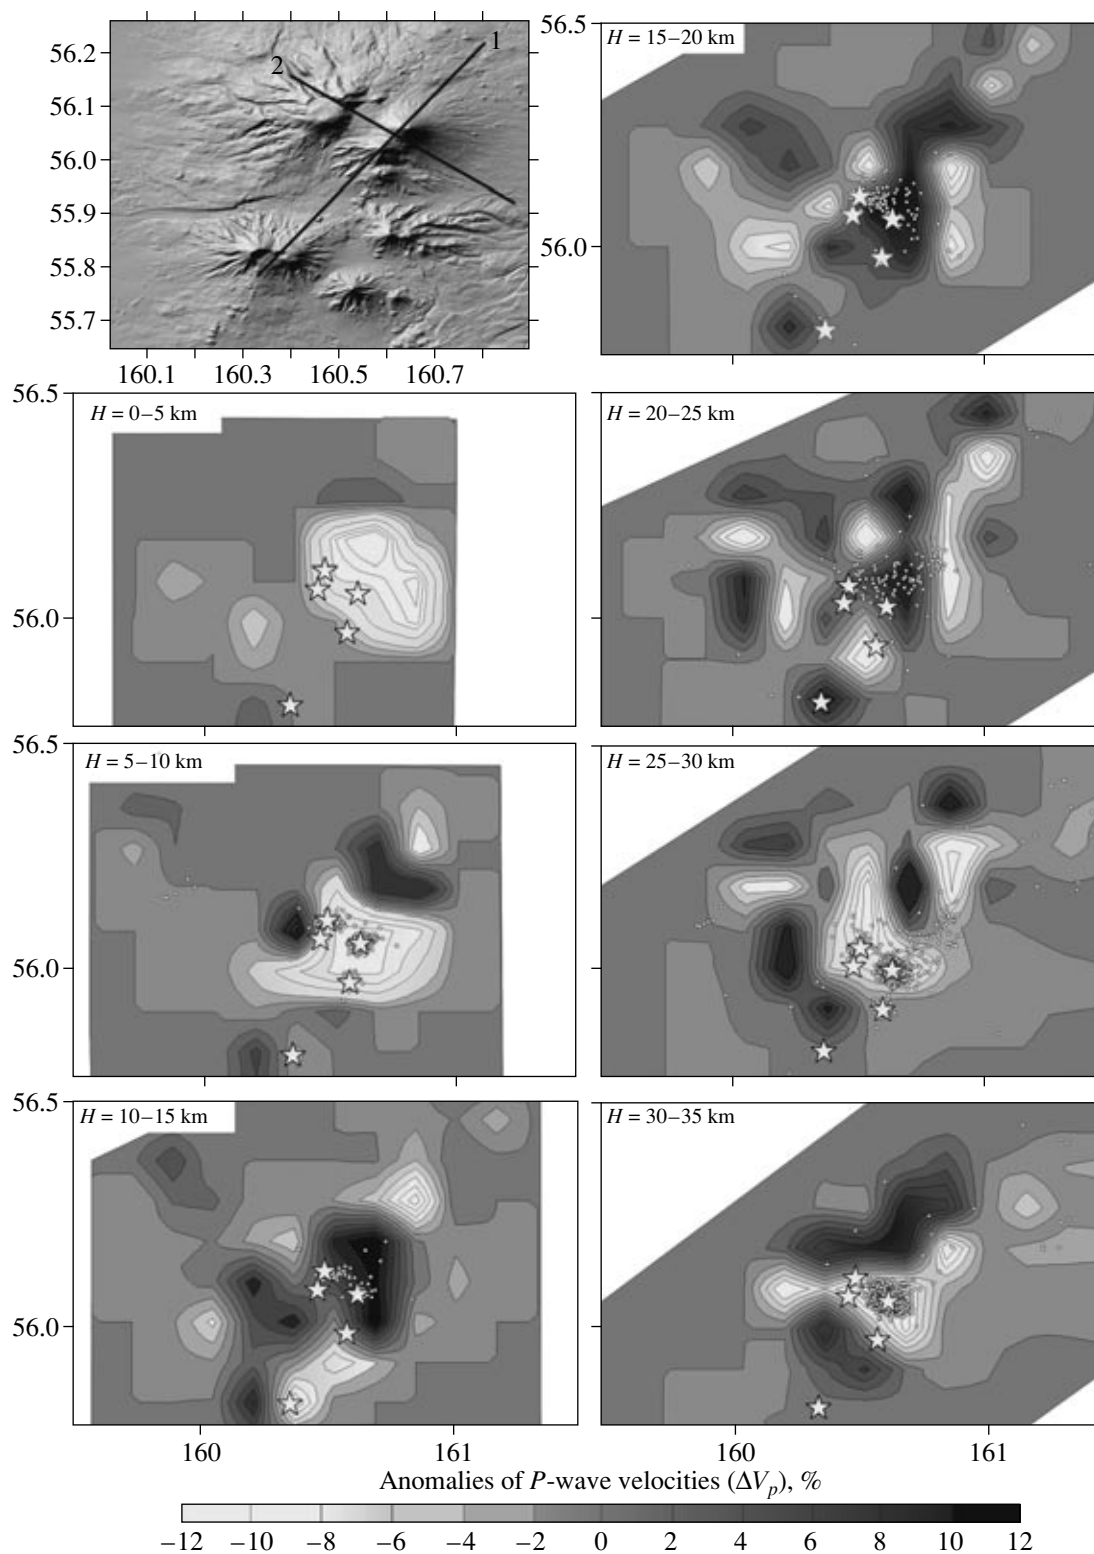 56.2
56.1
56.0
55.9
55.8
55.7
1
2
160.1 160.3 160.5 160.7
56.5
H = 15–20 km
56.0
56.5
H = 0–5 km
56.0
H = 20–25 km
56.5
H = 5–10 km
56.0
H = 25–30 km
56.5
H = 10–15 km
56.0
160 161
H = 30–35 km
160 161
Anomalies of P-wave velocities (ΔVp), %
−12 −10 −8 −6 −4 −2 0 2 4 6 8 10 12